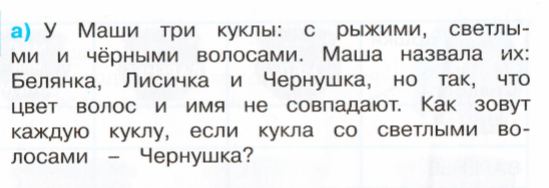 а) У Маши три куклы: с рыжими, светлы-
ми и чёрными волосами. Маша назвала их:
Белянка, Лисичка и Чернушка, но так, что
цвет волос и имя не совпадают. Как зовут
каждую куклу, если кукла со светлыми во-
лосами – Чернушка?